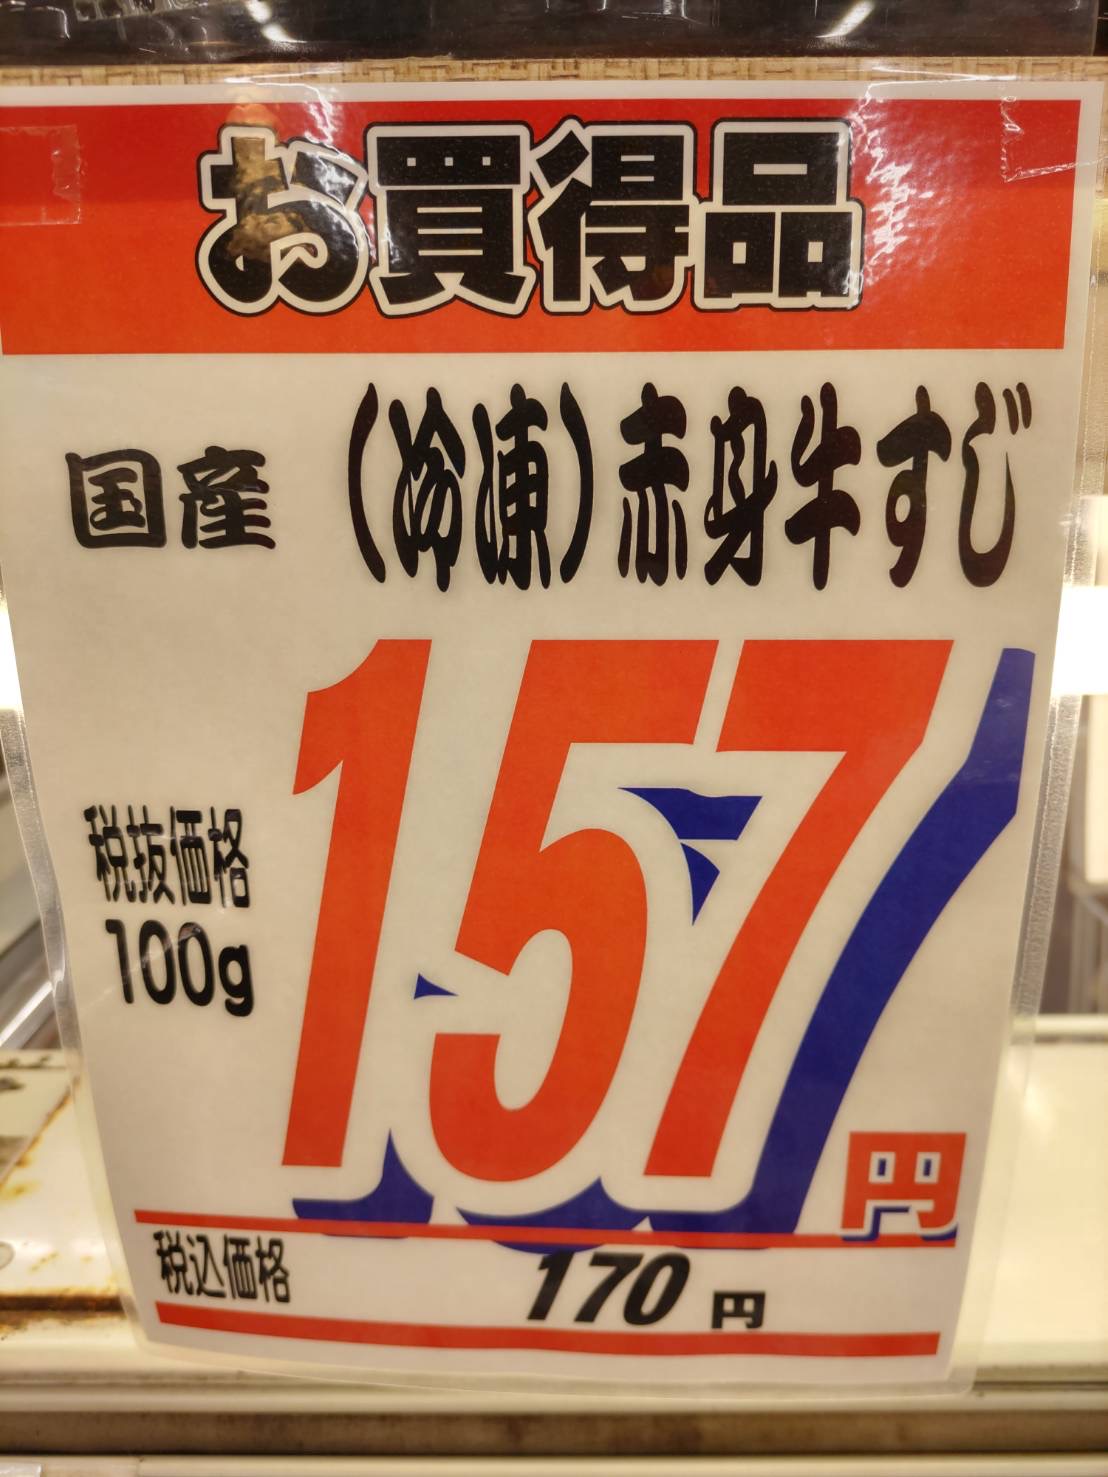 お買得品
国産 （冷凍）赤身牛すじ
税抜価格
100g
157円
税込価格 170円